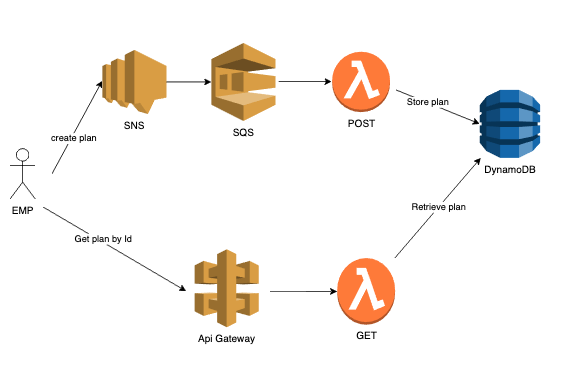 create plan
SNS
SQS
POST
Store plan
DynamoDB
EMP
Get plan by Id
Retrieve plan
Api Gateway
GET